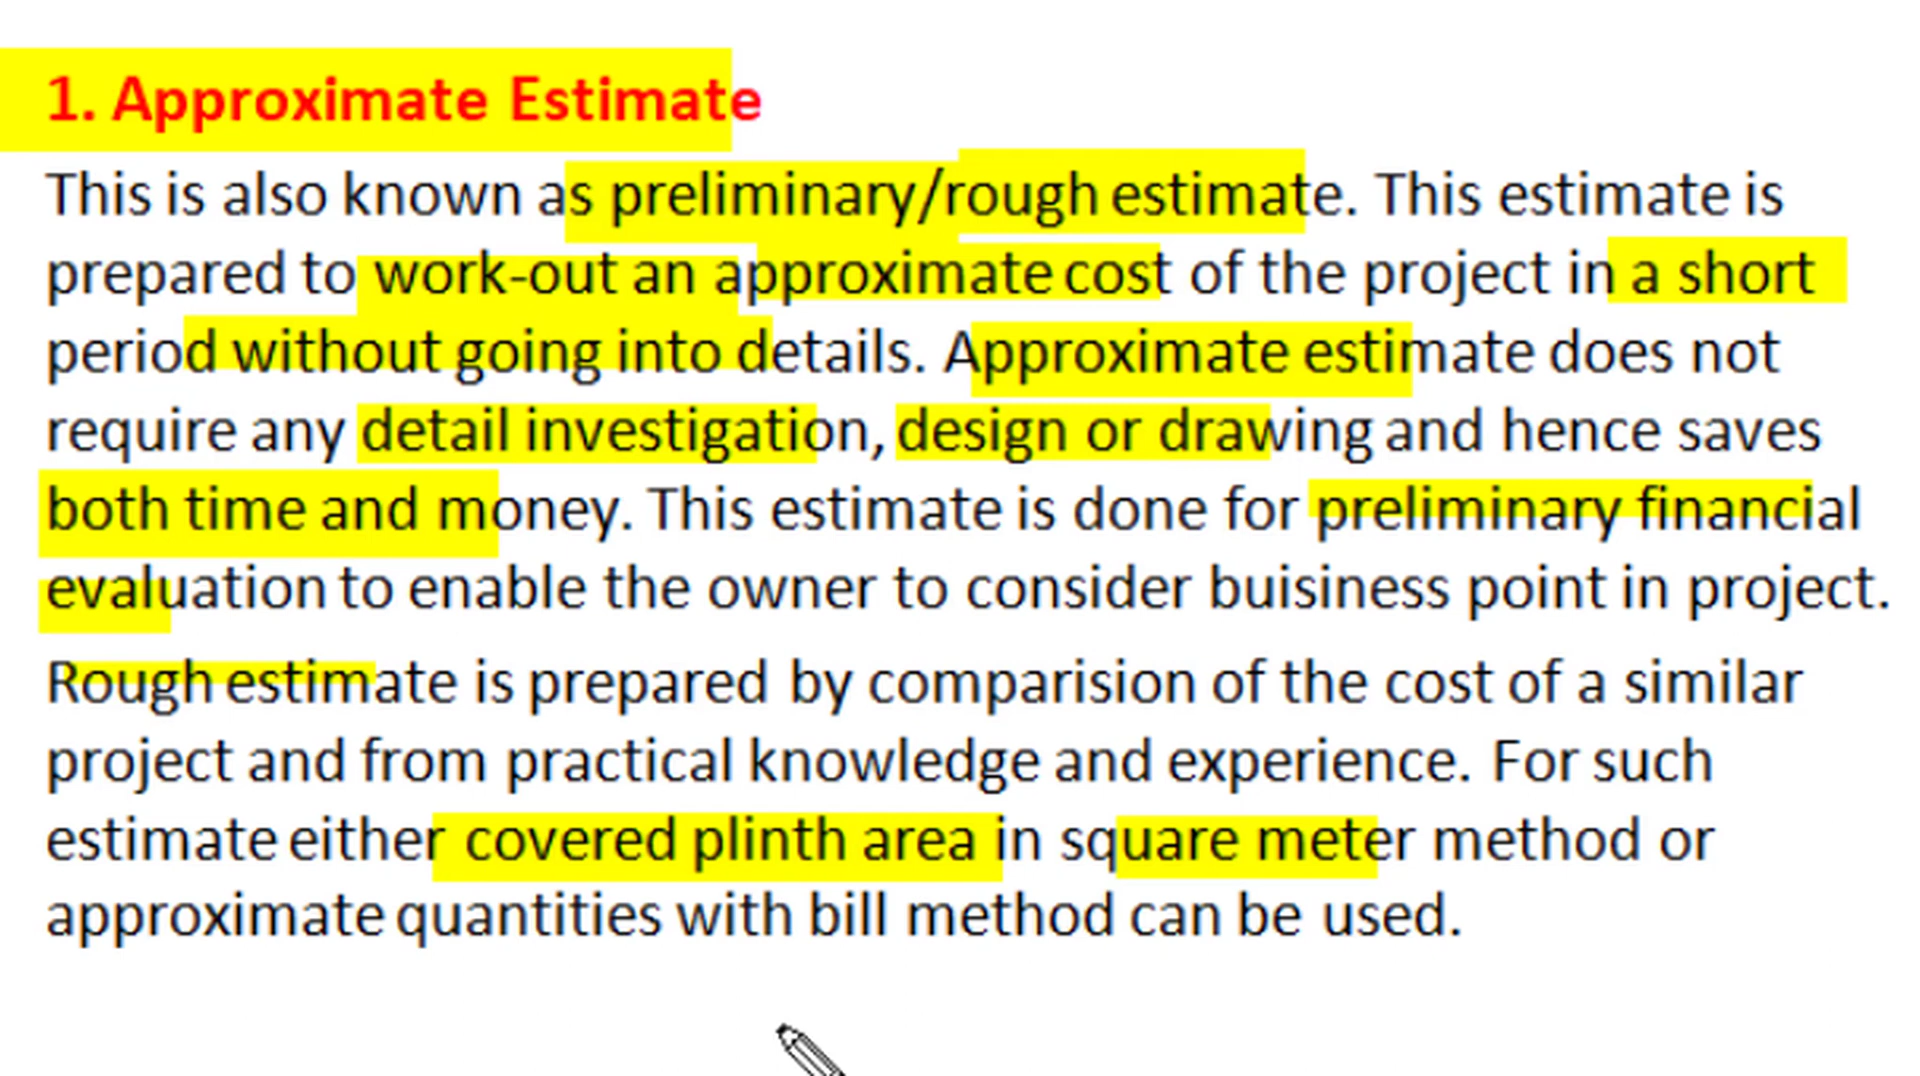 1. Approximate Estimate
This is also known as preliminary/rough estimate. This estimate is
prepared to work-out an approximate cost of the project in a short
period without going into details. Approximate estimate does not
require any detail investigation, design or drawing and hence saves
both time and money. This estimate is done for preliminary financial
evaluation to enable the owner to consider buisiness point in project.
Rough estimate is prepared by comparision of the cost of a similar
project and from practical knowledge and experience. For such
estimate either covered plinth area in square meter method or
approximate quantities with bill method can be used.